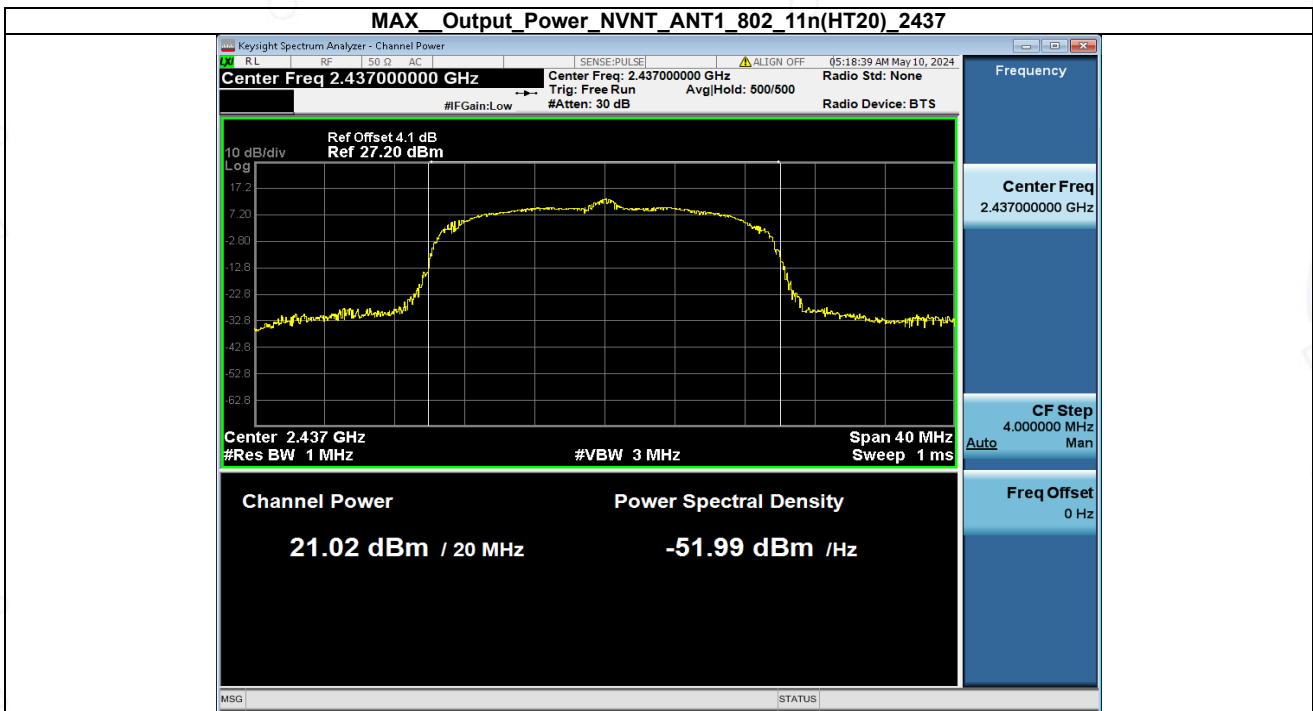 MAX__Output_Power_NVNT_ANT1_802_11n(HT20)_2437
Keysight Spectrum Analyzer - Channel Power
LXI RL RF 50 Ω AC SENSE:PULSE ALIGN OFF 05:18:39 AM May 10, 2024
Center Freq 2.437000000 GHz
Center Freq: 2.437000000 GHz Radio Std: None
Trig: Free Run Avg|Hold: 500/500
#IFGain:Low #Atten: 30 dB Radio Device: BTS
Frequency
Ref Offset 4.1 dB
10 dB/div Ref 27.20 dBm
Log
17.2
7.20
-2.80
-12.8
-22.8
-32.8
-42.8
-52.8
-62.8
Center 2.437 GHz Span 40 MHz
#Res BW 1 MHz #VBW 3 MHz Sweep 1 ms
Center Freq
2.437000000 GHz
CF Step
4.000000 MHz
Auto Man
Freq Offset
0 Hz
Channel Power Power Spectral Density
21.02 dBm / 20 MHz -51.99 dBm /Hz
MSG STATUS